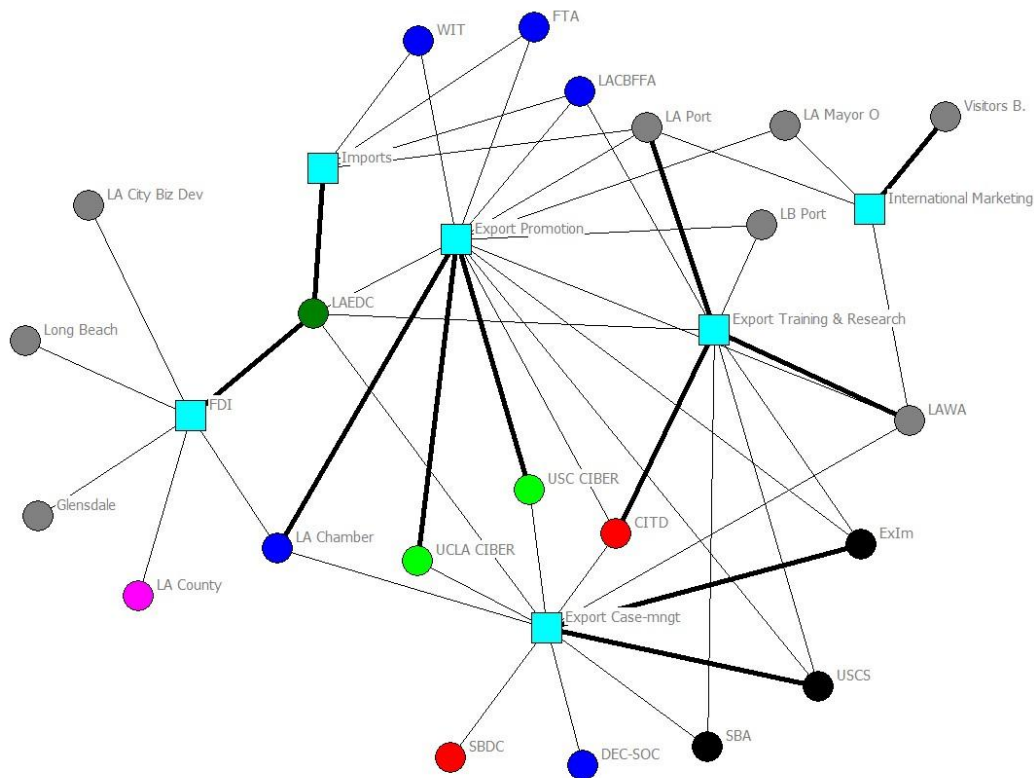 WIT
FTA
LACBFFA
LA Port
LA Mayor O
Visitors B.
Imports
LA City Biz Dev
International Marketing
Export Promotion
LB Port
LAEDC
Export Training & Research
Long Beach
FDI
LAWA
USC CIBER
Glensdale
CITD
LA Chamber
UCLA CIBER
ExIm
LA County
Export Case-mngt
USCS
SBDC
DEC-SOC
SBA